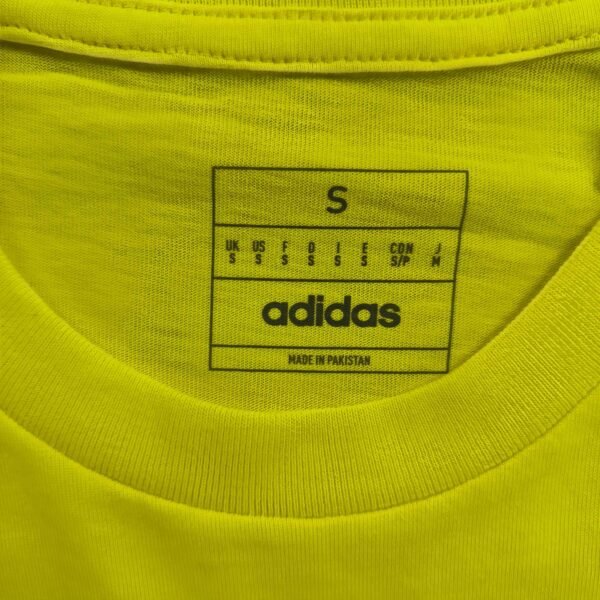 S
UK US F D I E CON J
S S S S S S S/P M
adidas
MADE IN PAKISTAN